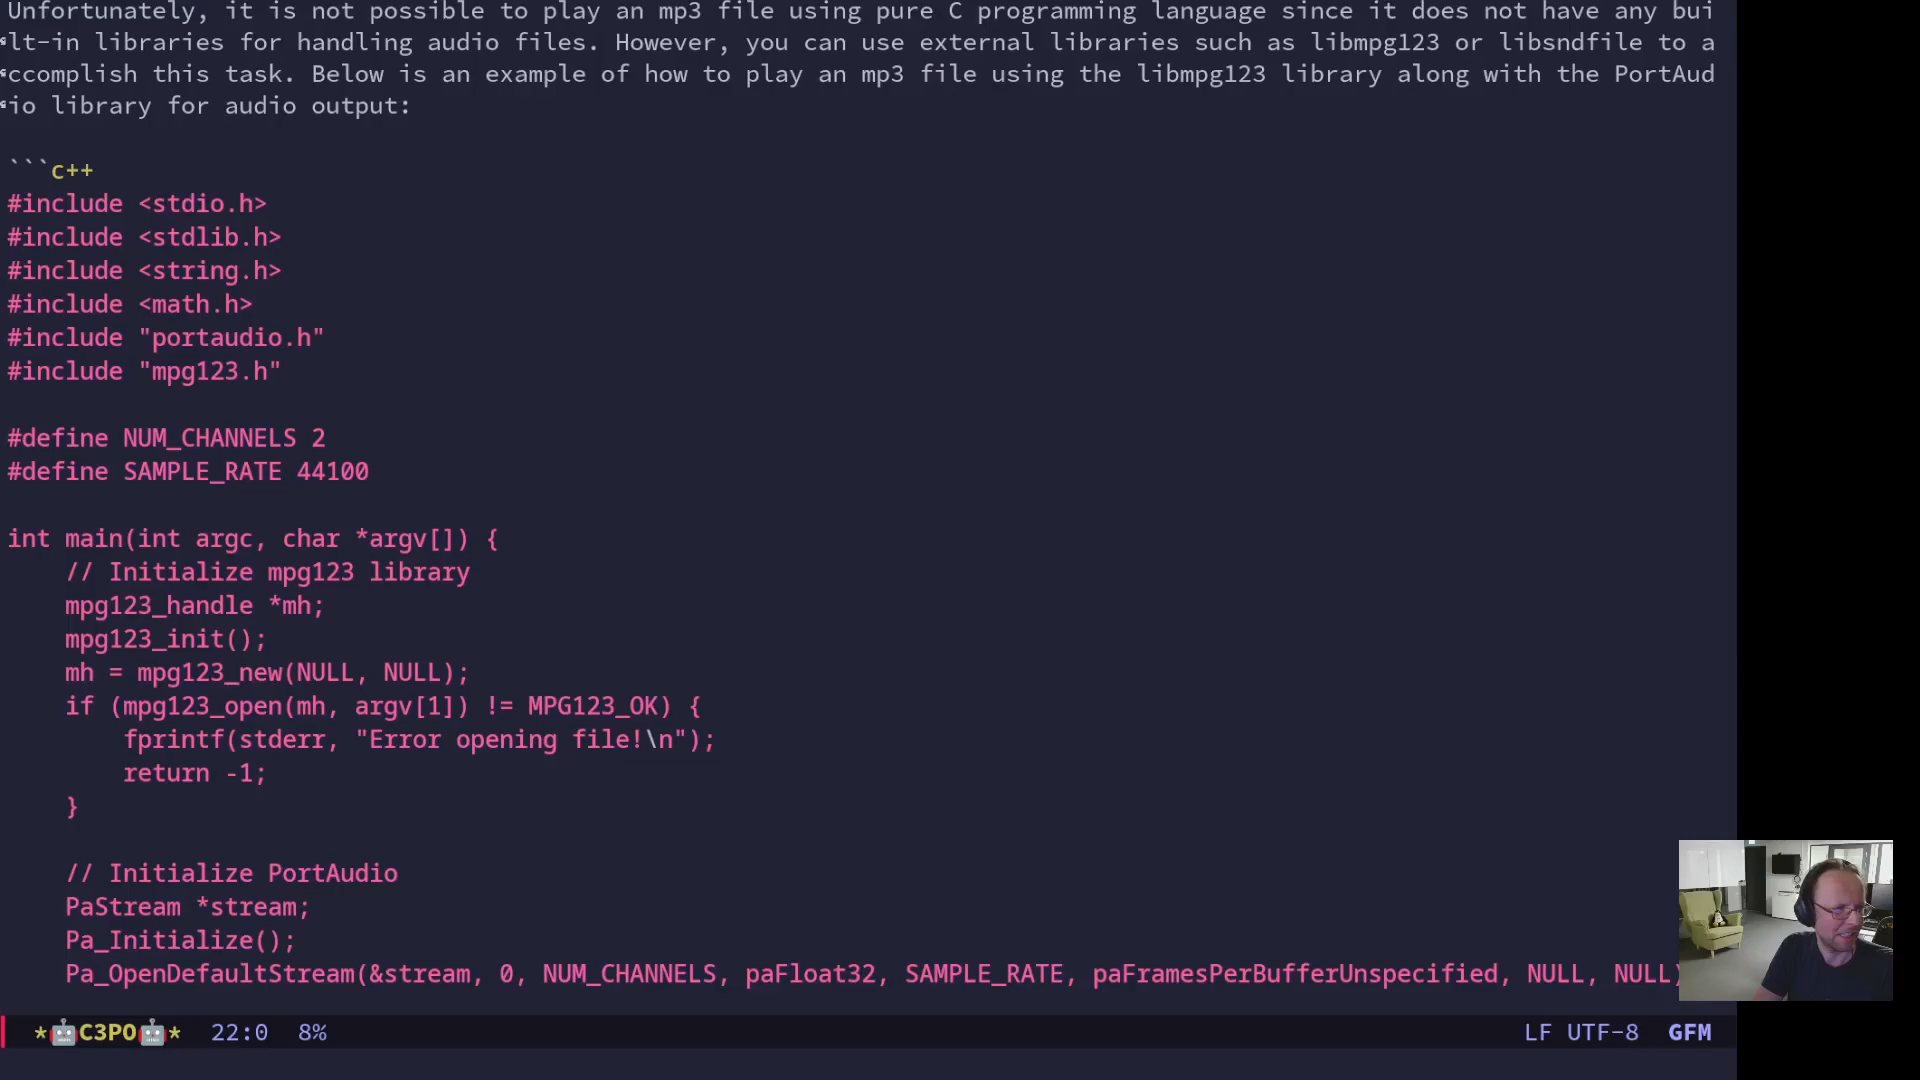 Unfortunately, it is not possible to play an mp3 file using pure C programming language since it does not have any bui
lt-in libraries for handling audio files. However, you can use external libraries such as libmpg123 or libsndfile to a
ccomplish this task. Below is an example of how to play an mp3 file using the libmpg123 library along with the PortAud
io library for audio output:

```c++
#include <stdio.h>
#include <stdlib.h>
#include <string.h>
#include <math.h>
#include "portaudio.h"
#include "mpg123.h"

#define NUM_CHANNELS 2
#define SAMPLE_RATE 44100

int main(int argc, char *argv[]) {
    // Initialize mpg123 library
    mpg123_handle *mh;
    mpg123_init();
    mh = mpg123_new(NULL, NULL);
    if (mpg123_open(mh, argv[1]) != MPG123_OK) {
        fprintf(stderr, "Error opening file!\n");
        return -1;
    }

    // Initialize PortAudio
    PaStream *stream;
    Pa_Initialize();
    Pa_OpenDefaultStream(&stream, 0, NUM_CHANNELS, paFloat32, SAMPLE_RATE, paFramesPerBufferUnspecified, NULL, NULL)
*🤖C3PO🤖* 22:0 8% LF UTF-8 GFM